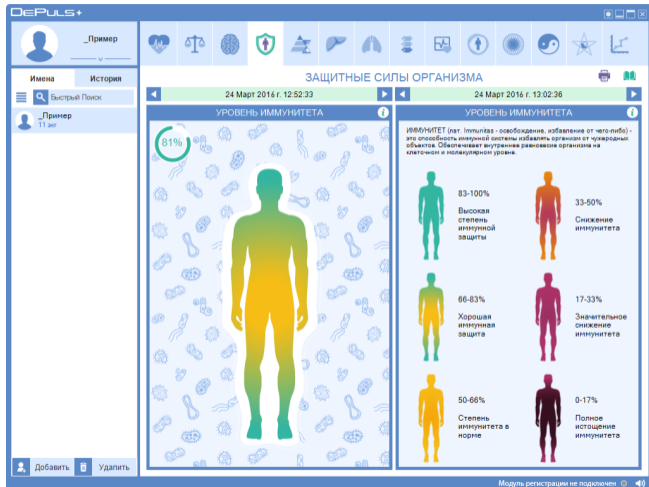 DePuls+
_Пример
Имена
История
Быстрый Поиск
_Пример
11 экг
ЗАЩИТНЫЕ СИЛЫ ОРГАНИЗМА
24 Март 2016 г. 12:52:33
24 Март 2016 г. 13:02:36
УРОВЕНЬ ИММУНИТЕТА
УРОВЕНЬ ИММУНИТЕТА
81%
ИММУНИТЕТ (лат. Immunitas - освобождение, избавление от чего-либо) -
это способность иммунной системы избавлять организм от чужеродных
объектов. Обеспечивает внутреннее равновесие организма на
клеточном и молекулярном уровне.
83-100%
Высокая
степень
иммунной
защиты
33-50%
Снижение
иммунитета
66-83%
Хорошая
иммунная
защита
17-33%
Значительное
снижение
иммунитета
50-66%
Степень
иммунитета в
норме
0-17%
Полное
истощение
иммунитета
Добавить
Удалить
Модуль регистрации не подключен